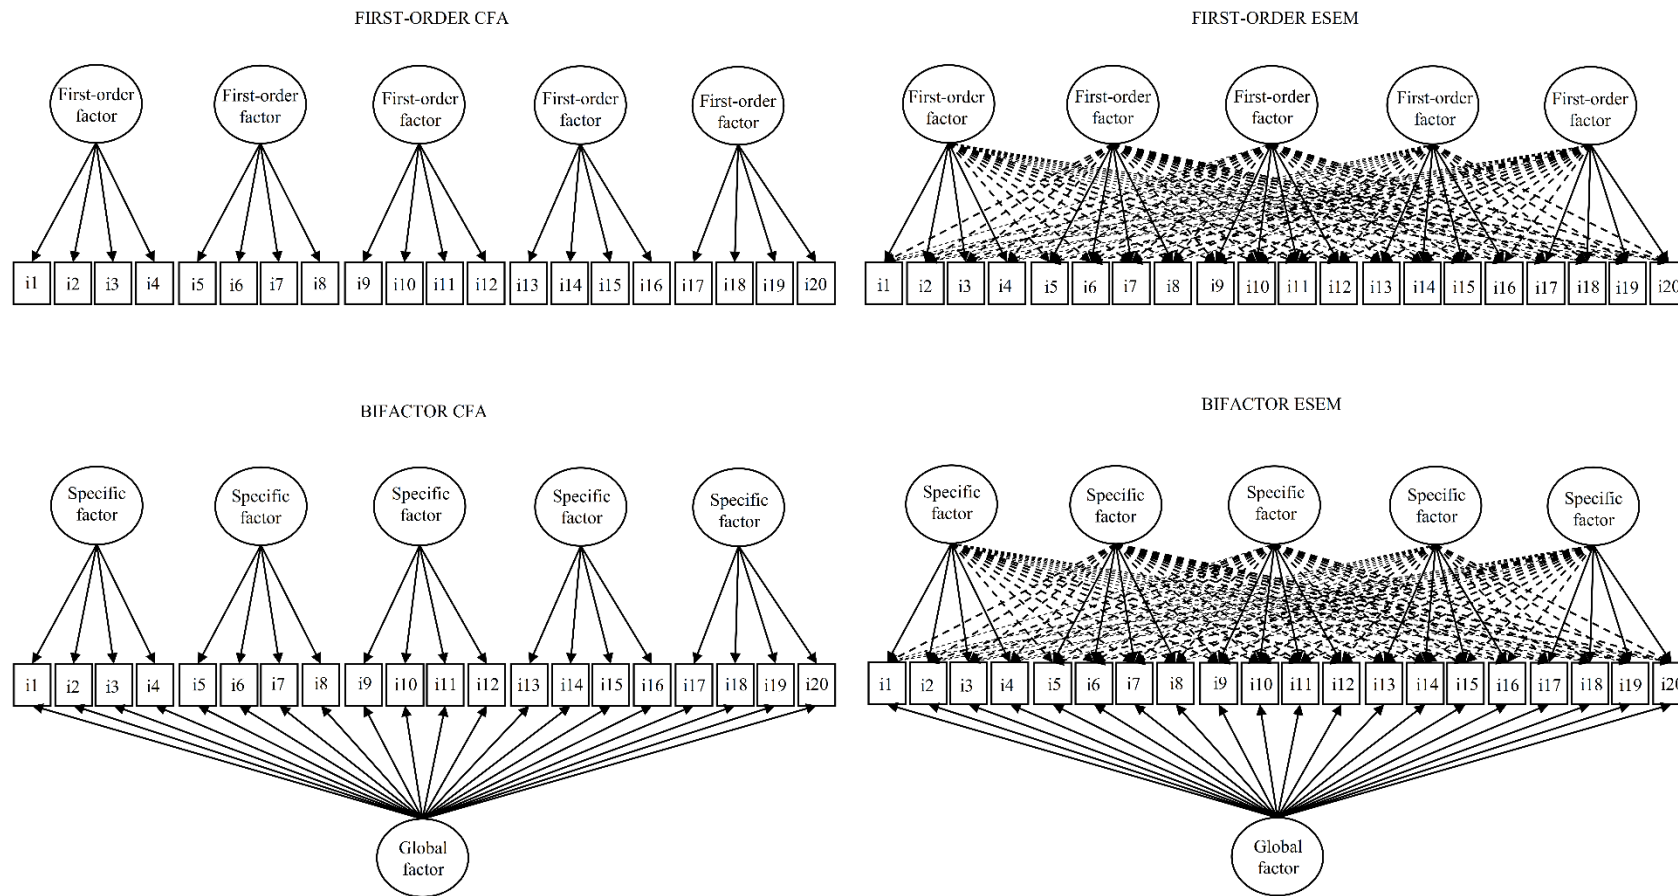 FIRST-ORDER CFA
First-order
factor
First-order
factor
First-order
factor
First-order
factor
First-order
factor
i1 i2 i3 i4 i5 i6 i7 i8 i9 i10 i11 i12 i13 i14 i15 i16 i17 i18 i19 i20
FIRST-ORDER ESEM
First-order
factor
First-order
factor
First-order
factor
First-order
factor
First-order
factor
i1 i2 i3 i4 i5 i6 i7 i8 i9 i10 i11 i12 i13 i14 i15 i16 i17 i18 i19 i20
BIFACTOR CFA
Specific
factor
Specific
factor
Specific
factor
Specific
factor
Specific
factor
i1 i2 i3 i4 i5 i6 i7 i8 i9 i10 i11 i12 i13 i14 i15 i16 i17 i18 i19 i20
Global
factor
BIFACTOR ESEM
Specific
factor
Specific
factor
Specific
factor
Specific
factor
Specific
factor
i1 i2 i3 i4 i5 i6 i7 i8 i9 i10 i11 i12 i13 i14 i15 i16 i17 i18 i19 i20
Global
factor